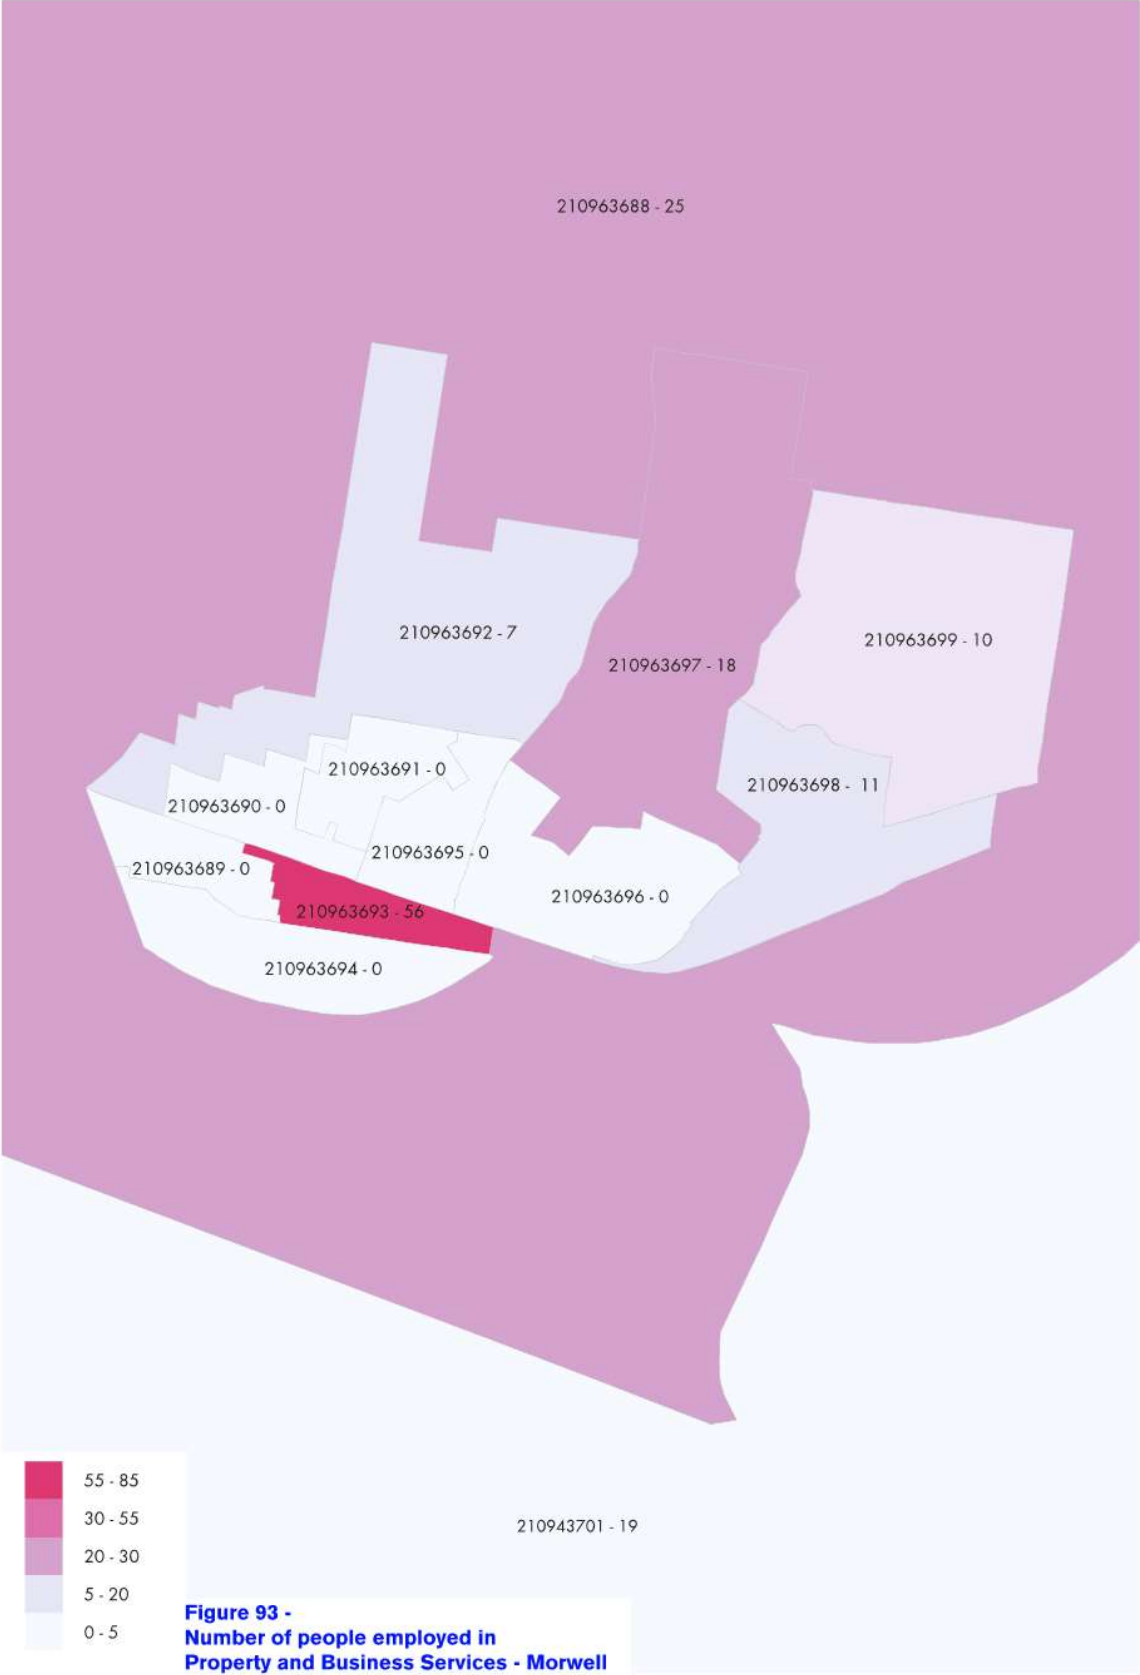 210963688 - 25
210963692 - 7
210963699 - 10
210963697 - 18
210963691 - 0
210963698 - 11
210963690 - 0
210963695 - 0
210963689 - 0
210963696 - 0
210963693 - 56
210963694 - 0
55 - 85
30 - 55
210943701 - 19
20 - 30
5 - 20
0 - 5
Figure 93 -
Number of people employed in
Property and Business Services - Morwell